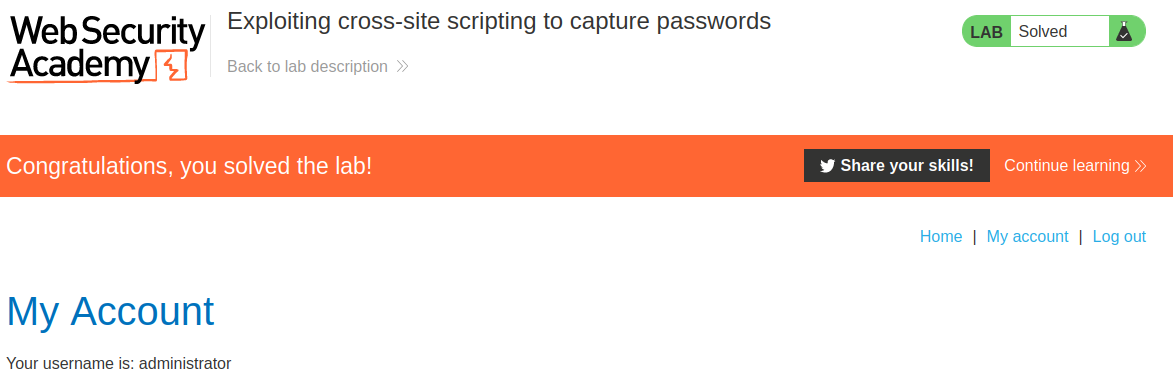 Web Security
Academy
Exploiting cross-site scripting to capture passwords
Back to lab description
LAB Solved
Congratulations, you solved the lab!
Share your skills!
Continue learning
Home | My account | Log out
My Account
Your username is: administrator